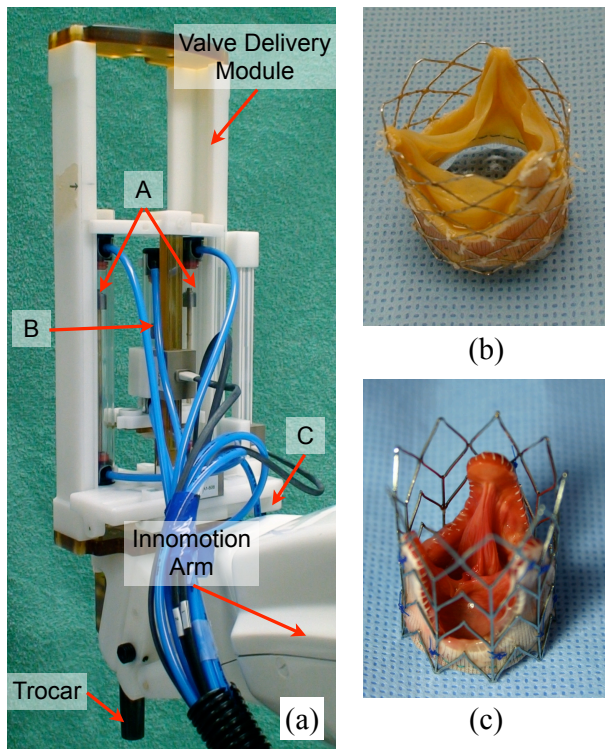 Valve Delivery
Module
A
B
C
Innomotion
Arm
Trocar
(a)
(b)
(c)